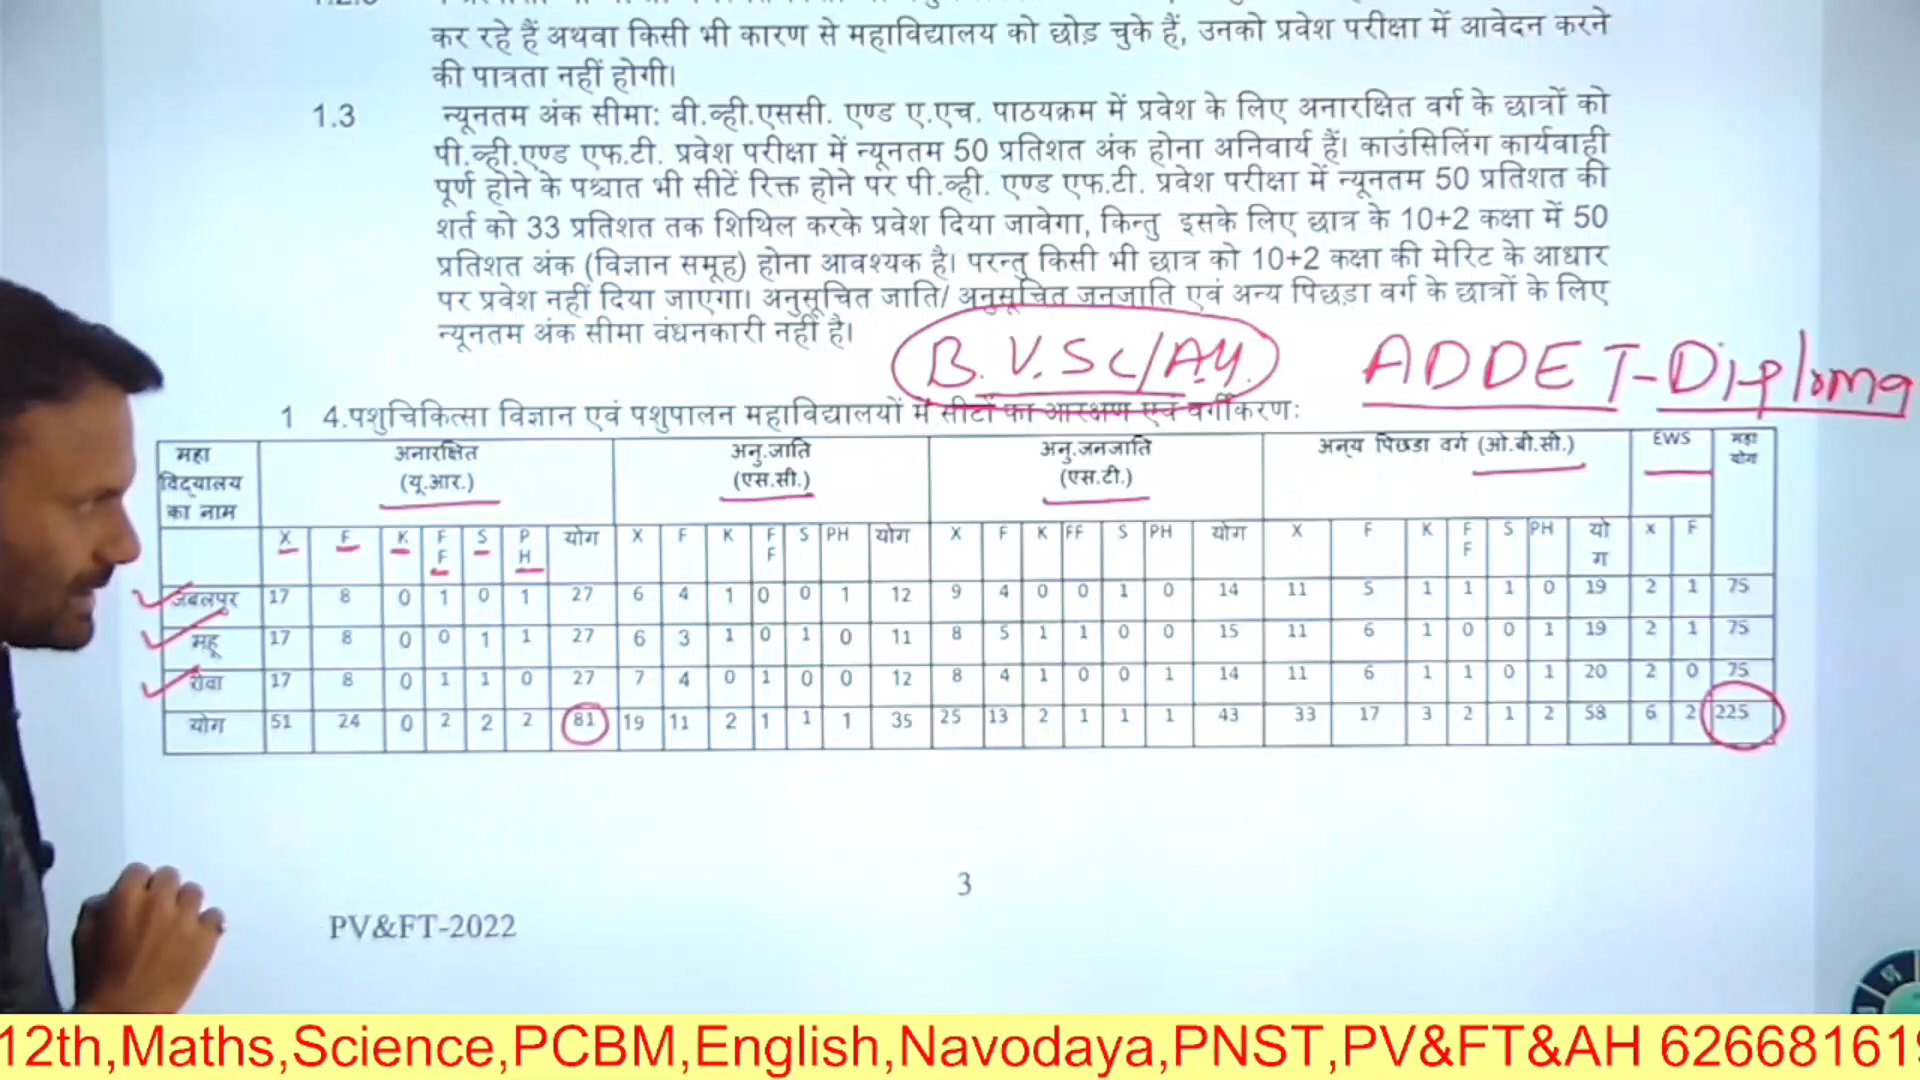 कर रहे हैं अथवा किसी भी कारण से महाविद्यालय को छोड़ चुके हैं, उनको प्रवेश परीक्षा में आवेदन करने
की पात्रता नहीं होगी।
1.3 न्यूनतम अंक सीमा: वी.व्ही.एससी. एण्ड ए.एच. पाठयक्रम में प्रवेश के लिए अनारक्षित वर्ग के छात्रों को
पी.व्ही.एण्ड एफ.टी. प्रवेश परीक्षा में न्यूनतम 50 प्रतिशत अंक होना अनिवार्य हैं। काउंसिलिंग कार्यवाही
पूर्ण होने के पश्चात भी सीटें रिक्त होने पर पी.व्ही. एण्ड एफ.टी. प्रवेश परीक्षा में न्यूनतम 50 प्रतिशत की
शर्त को 33 प्रतिशत तक शिथिल करके प्रवेश दिया जावेगा, किन्तु इसके लिए छात्र के 10+2 कक्षा में 50
प्रतिशत अंक (विज्ञान समूह) होना आवश्यक है। परन्तु किसी भी छात्र को 10+2 कक्षा की मेरिट के आधार
पर प्रवेश नहीं दिया जाएगा। अनुसूचित जाति/ अनुसूचित जनजाति एवं अन्य पिछड़ा वर्ग के छात्रों के लिए
न्यूनतम अंक सीमा वंधनकारी नहीं है।
B.V.SC/A.H. ADDET-Diploma
1 4.पशुचिकित्सा विज्ञान एवं पशुपालन महाविद्यालयों में सीटों का आरक्षण एवं वर्गीकरण:
महा विद्यालय का नाम अनारक्षित (यू.आर.) अनु.जाति (एस.सी.) अनु.जनजाति (एस.टी.) अन्य पिछडा वर्ग (ओ.बी.सी.) EWS महा योग
X F K FF S PH योग X F K FF S PH योग X F K FF S PH योग X F K FF S PH योग X F
जबलपुर 17 8 0 1 0 1 27 6 4 1 0 0 1 12 9 4 0 0 1 0 14 11 5 1 1 1 0 19 2 1 75
महू 17 8 0 0 1 1 27 6 3 1 0 1 0 11 8 5 1 1 0 0 15 11 6 1 0 0 1 19 2 1 75
रीवा 17 8 0 1 1 0 27 7 4 0 1 0 0 12 8 4 1 0 0 1 14 11 6 1 1 0 1 20 2 0 75
योग 51 24 0 2 2 2 81 19 11 2 1 1 1 35 25 13 2 1 1 1 43 33 17 3 2 1 2 58 6 2 225
3
PV&FT-2022
12th,Maths,Science,PCBM,English,Navodaya,PNST,PV&FT&AH 626681619